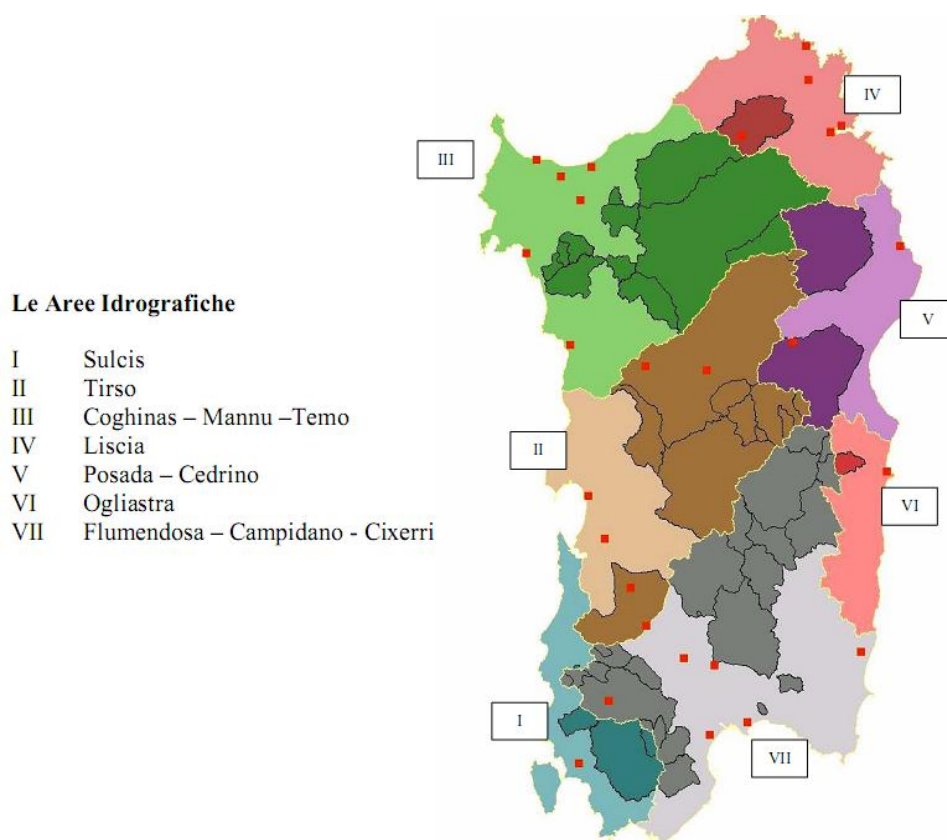 Le Aree Idrografiche
I Sulcis
II Tirso
III Coghinas – Mannu –Temo
IV Liscia
V Posada – Cedrino
VI Ogliastra
VII Flumendosa – Campidano - Cixerri
IV
III
V
II
VI
I
VII